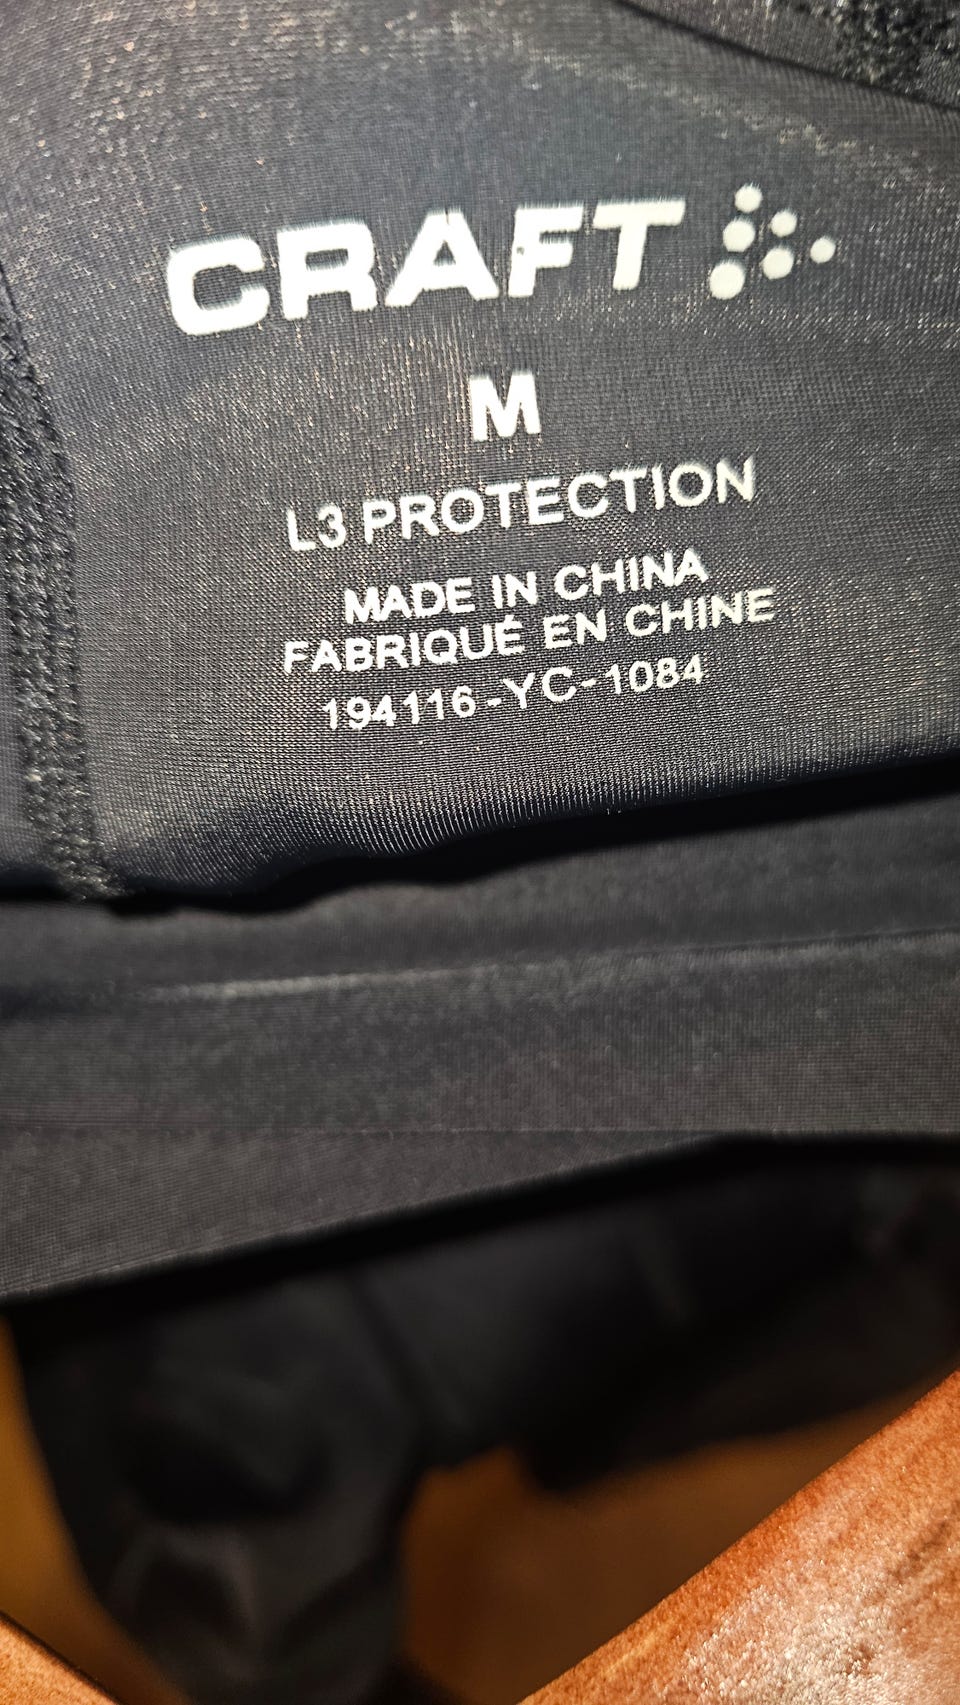 CRAFT
M
L3 PROTECTION
MADE IN CHINA
FABRIQUÉ EN CHINE
194116-YC-1084